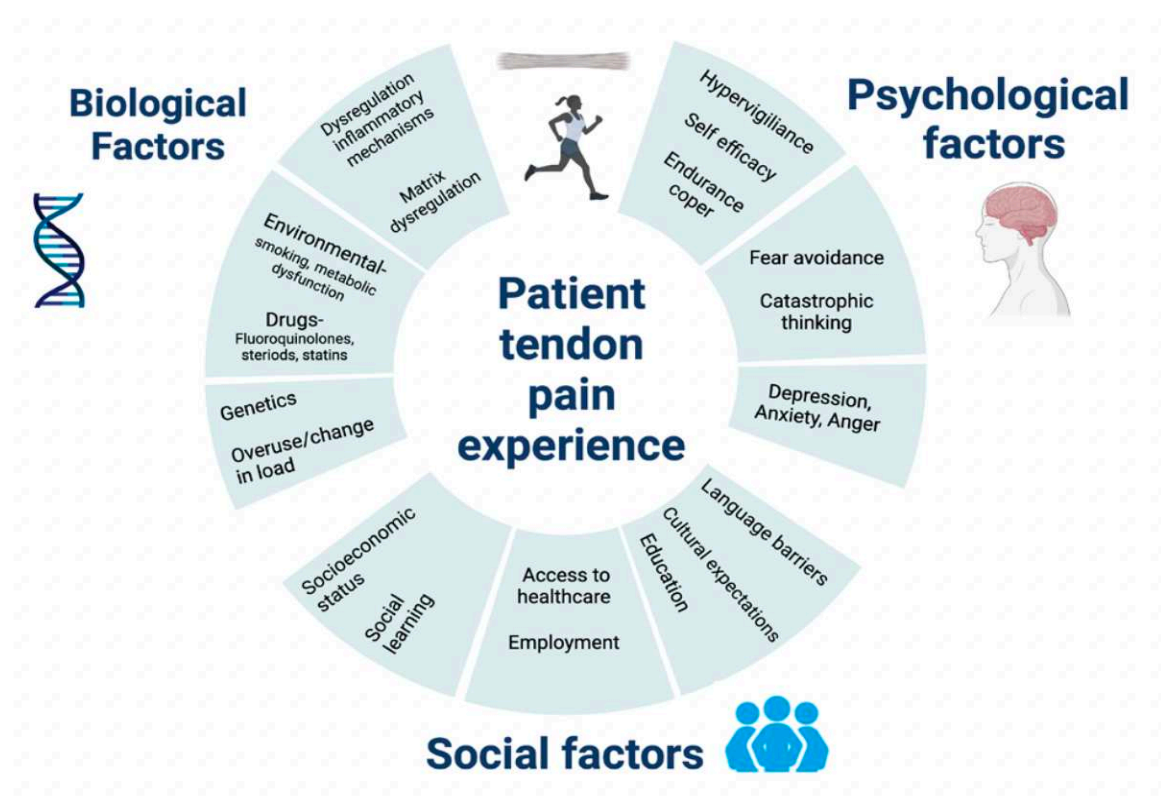 Biological
Factors
Dysregulation
inflammatory
mechanisms
Matrix
dysregulation
Environmental-
smoking, metabolic
dysfunction
Drugs-
Fluoroquinolones,
steriods, statins
Genetics
Overuse/change
in load
Psychological
factors
Hypervigiliance
Self efficacy
Endurance
coper
Fear avoidance
Catastrophic
thinking
Depression,
Anxiety, Anger
Patient
tendon
pain
experience
Socioeconomic
status
Social
learning
Access to
healthcare
Employment
Education
Cultural expectations
Language barriers
Social factors